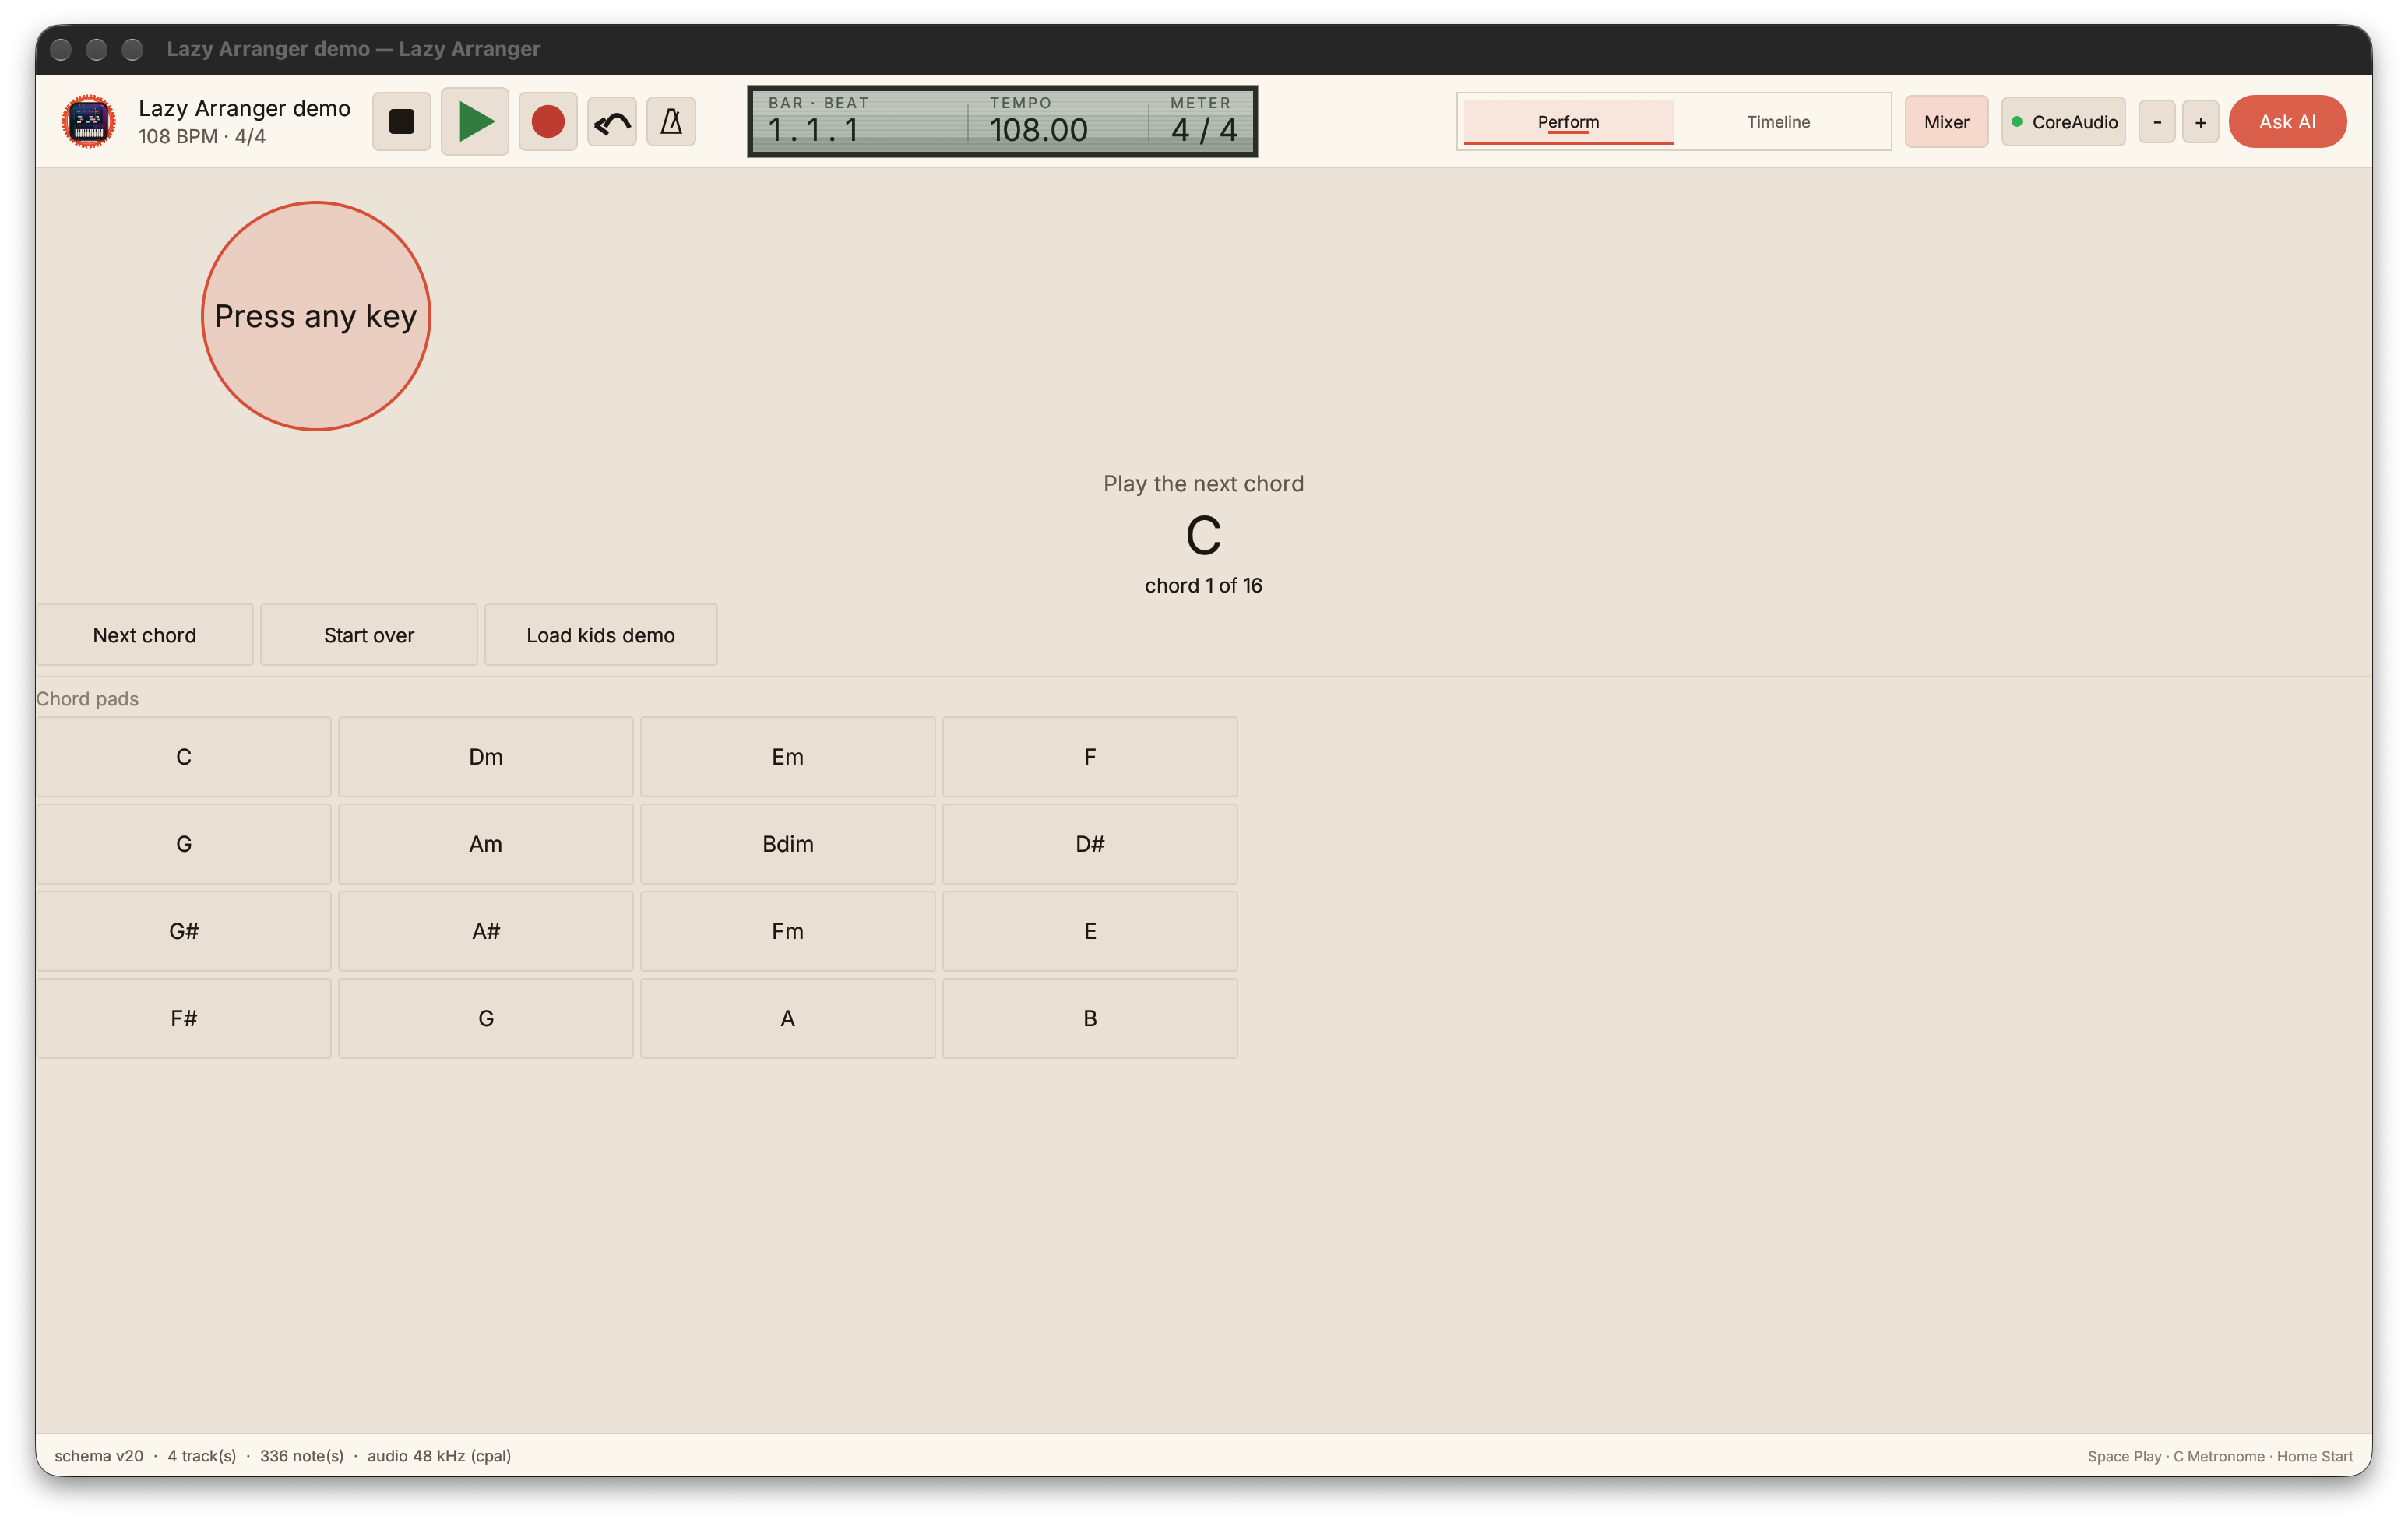 Lazy Arranger demo — Lazy Arranger
Lazy Arranger demo
108 BPM · 4/4
BAR · BEAT
1 . 1 . 1 . 1
TEMPO
108.00
METER
4 / 4
Perform
Timeline
Mixer
CoreAudio
-
+
Ask AI
Press any key
Play the next chord
C
chord 1 of 16
Next chord
Start over
Load kids demo
Chord pads
C
Dm
Em
F
G
Am
Bdim
D#
G#
A#
Fm
E
F#
G
A
B
schema v20 · 4 track(s) · 336 note(s) · audio 48 kHz (cpal)
Space Play · C Metronome · Home Start